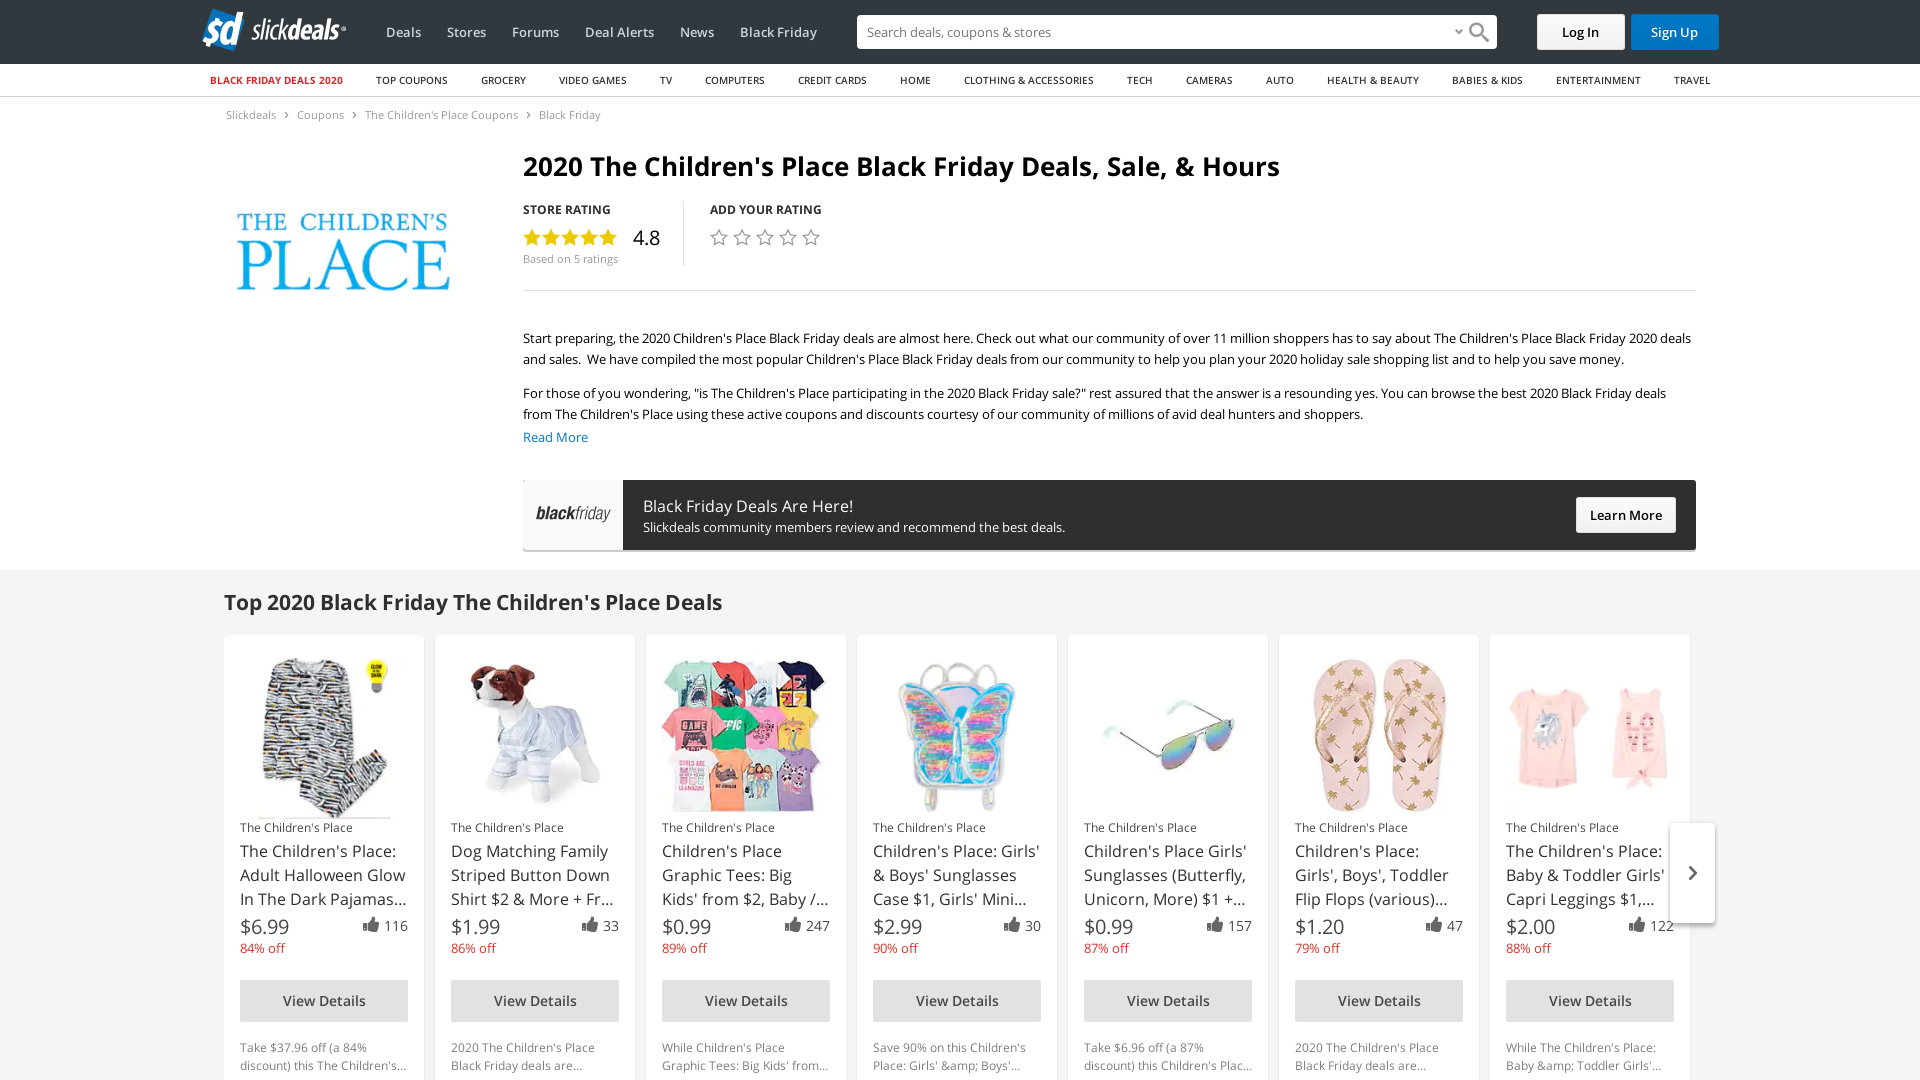 sd slickdeals
Deals
Stores
Forums
Deal Alerts
News
Black Friday
Search deals, coupons & stores
Log In
Sign Up
BLACK FRIDAY DEALS 2020
TOP COUPONS
GROCERY
VIDEO GAMES
TV
COMPUTERS
CREDIT CARDS
HOME
CLOTHING & ACCESSORIES
TECH
CAMERAS
AUTO
HEALTH & BEAUTY
BABIES & KIDS
ENTERTAINMENT
TRAVEL
Slickdeals > Coupons > The Children's Place Coupons > Black Friday
THE CHILDREN'S
PLACE
2020 The Children's Place Black Friday Deals, Sale, & Hours
STORE RATING
4.8
Based on 5 ratings
ADD YOUR RATING
Start preparing, the 2020 Children's Place Black Friday deals are almost here. Check out what our community of over 11 million shoppers has to say about The Children's Place Black Friday 2020 deals
and sales. We have compiled the most popular Children's Place Black Friday deals from our community to help you plan your 2020 holiday sale shopping list and to help you save money.
For those of you wondering, "is The Children's Place participating in the 2020 Black Friday sale?" rest assured that the answer is a resounding yes. You can browse the best 2020 Black Friday deals
from The Children's Place using these active coupons and discounts courtesy of our community of millions of avid deal hunters and shoppers.
Read More
blackfriday
Black Friday Deals Are Here!
Slickdeals community members review and recommend the best deals.
Learn More
Top 2020 Black Friday The Children's Place Deals
The Children's Place
The Children's Place:
Adult Halloween Glow
In The Dark Pajamas...
$6.99
116
84% off
View Details
Take $37.96 off (a 84%
discount) this The Children's...
The Children's Place
Dog Matching Family
Striped Button Down
Shirt $2 & More + Fr...
$1.99
33
86% off
View Details
2020 The Children's Place
Black Friday deals are...
GAME
EPIC
The Children's Place
Children's Place
Graphic Tees: Big
Kids' from $2, Baby /...
$0.99
247
89% off
View Details
While Children's Place
Graphic Tees: Big Kids' from...
The Children's Place
Children's Place: Girls'
& Boys' Sunglasses
Case $1, Girls' Mini...
$2.99
30
90% off
View Details
Save 90% on this Children's
Place: Girls' &amp; Boys'...
The Children's Place
Children's Place Girls'
Sunglasses (Butterfly,
Unicorn, More) $1 +...
$0.99
157
87% off
View Details
Take $6.96 off (a 87%
discount) this Children's Plac...
The Children's Place
Children's Place:
Girls', Boys', Toddler
Flip Flops (various)...
$1.20
47
79% off
View Details
2020 The Children's Place
Black Friday deals are...
The Children's Place
The Children's Place:
Baby & Toddler Girls'
Capri Leggings $1,...
$2.00
122
88% off
View Details
While The Children's Place:
Baby &amp; Toddler Girls'...